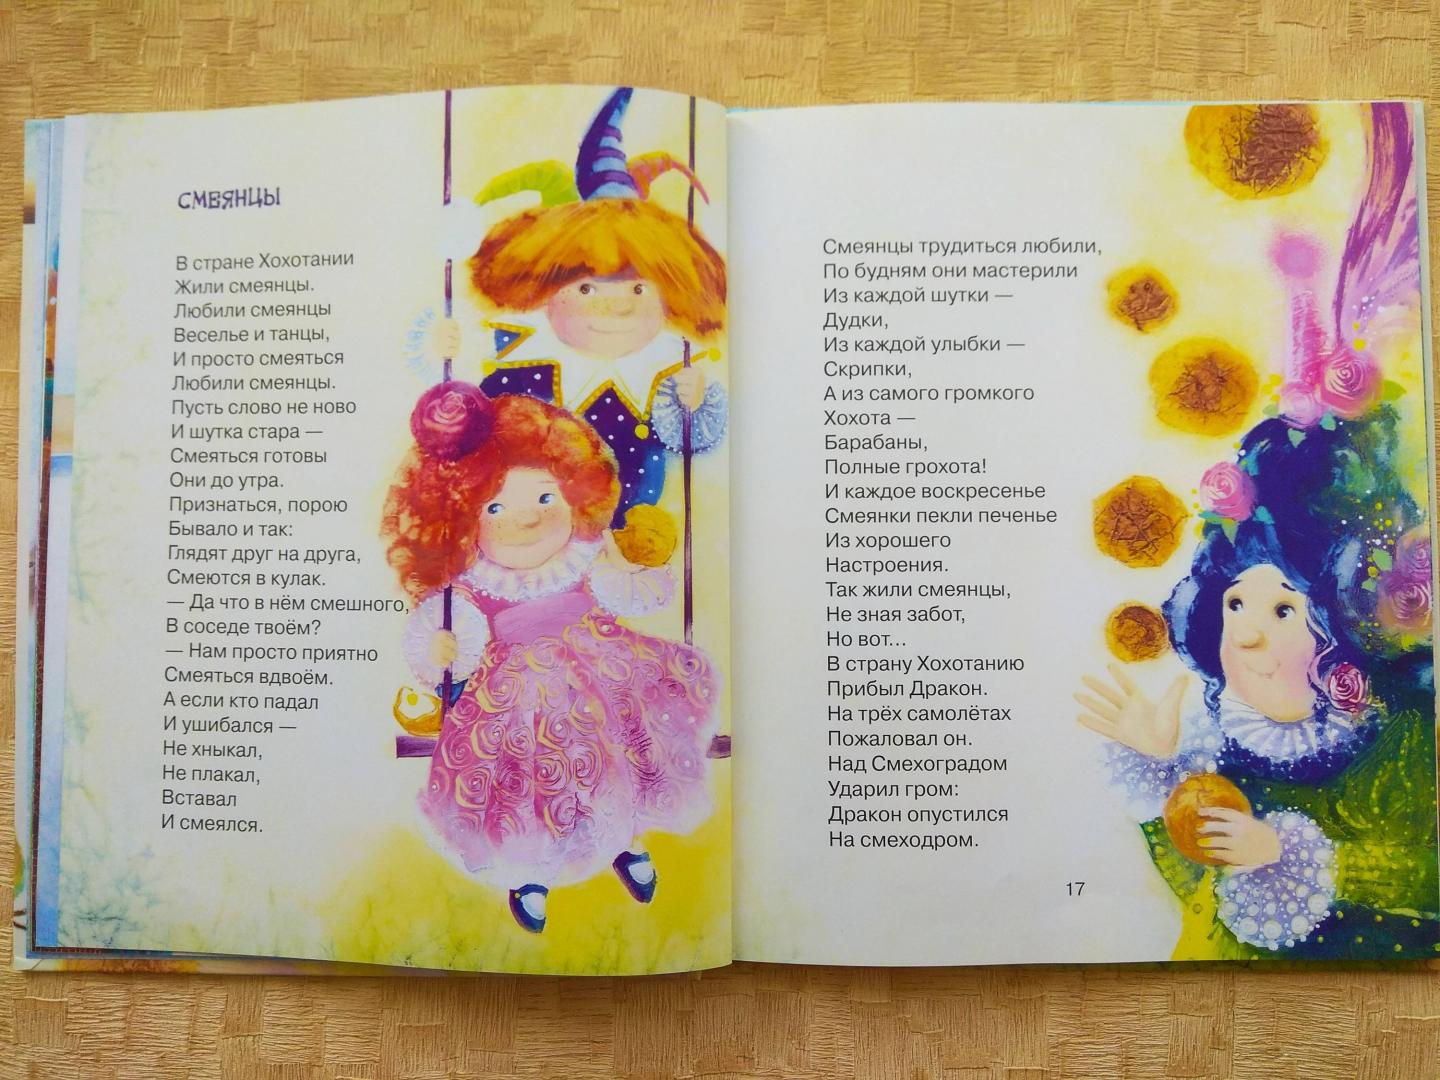 СМЕЯНЦЫ
В стране Хохотании
Жили смеянцы.
Любили смеянцы
Веселье и танцы,
И просто смеяться
Любили смеянцы.
Пусть слово не ново
И шутка стара —
Смеяться готовы
Они до утра.
Признаться, порою
Бывало и так:
Глядят друг на друга,
Смеются в кулак.
— Да что в нём смешного,
В соседе твоём?
— Нам просто приятно
Смеяться вдвоём.
А если кто падал
И ушибался —
Не хныкал,
Не плакал,
Вставал
И смеялся.
Смеянцы трудиться любили,
По будням они мастерили
Из каждой шутки —
Дудки,
Из каждой улыбки —
Скрипки,
А из самого громкого
Хохота —
Барабаны,
Полные грохота!
И каждое воскресенье
Смеянки пекли печенье
Из хорошего
Настроения.
Так жили смеянцы,
Не зная забот,
Но вот...
В страну Хохотанию
Прибыл Дракон.
На трёх самолётах
Пожаловал он.
Над Смехоградом
Ударил гром:
Дракон опустился
На смеходром.
17